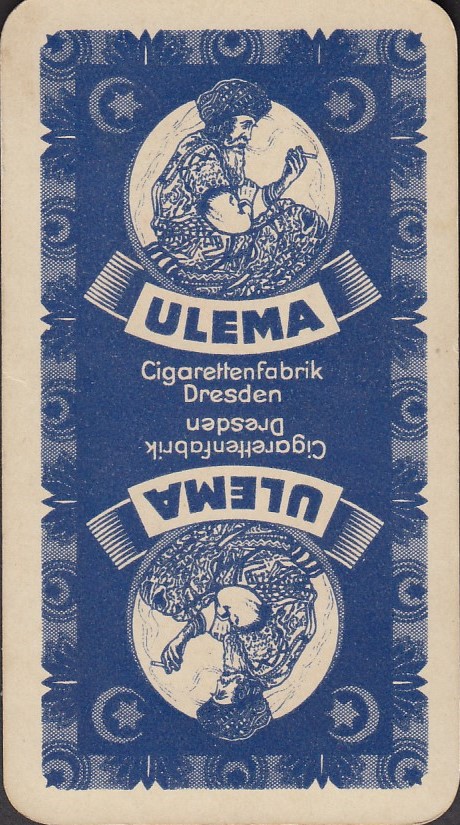 ULEMA
Cigarettenfabrik
Dresden
Dresden
Cigarettenfabrik
ULEMA